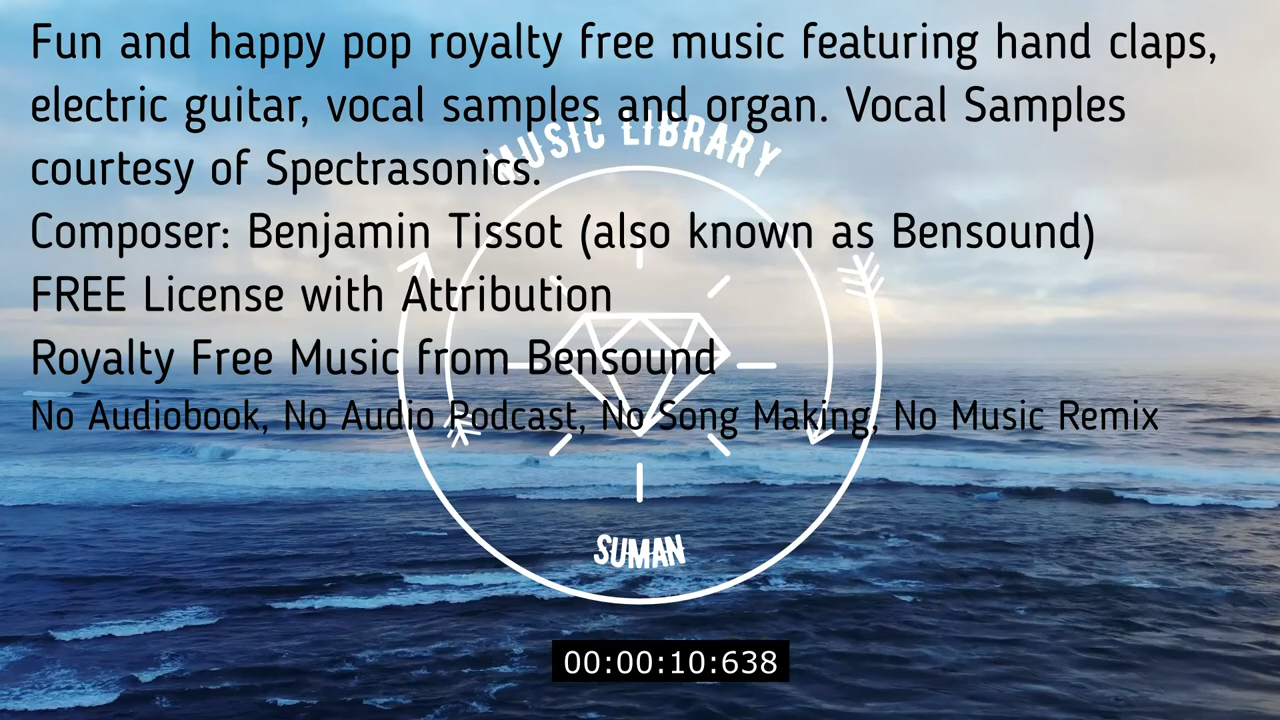 Fun and happy pop royalty free music featuring hand claps,
electric guitar, vocal samples and organ. Vocal Samples
MUSIC LIBRARY
courtesy of Spectrasonics.
Composer: Benjamin Tissot (also known as Bensound)
FREE License with Attribution
Royalty Free Music from Bensound
No Audiobook, No Audio Podcast, No Song Making, No Music Remix
SUMAN
00:00:10:638